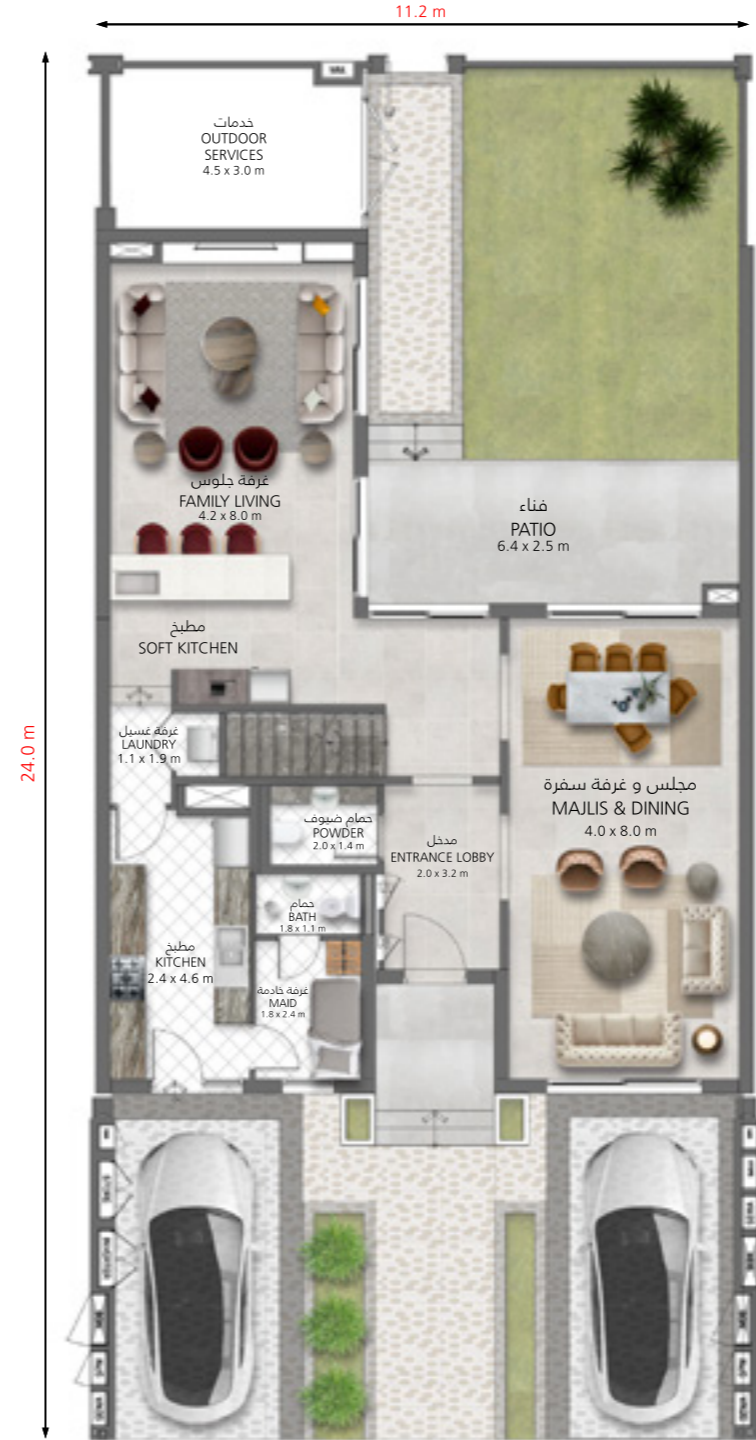 11.2 m
24.0 m
خدمات
OUTDOOR
SERVICES
4.5 x 3.0 m
غرفة جلوس
FAMILY LIVING
4.2 x 8.0 m
فناء
PATIO
6.4 x 2.5 m
مطبخ
SOFT KITCHEN
غرفة غسيل
LAUNDRY
1.1 x 1.9 m
مجلس و غرفة سفرة
MAJLIS & DINING
4.0 x 8.0 m
حمام ضيوف
POWDER
2.0 x 1.4 m
مدخل
ENTRANCE LOBBY
2.0 x 3.2 m
حمام
BATH
1.8 x 1.1 m
مطبخ
KITCHEN
2.4 x 4.6 m
غرفة خادمة
MAID
1.8 x 2.4 m